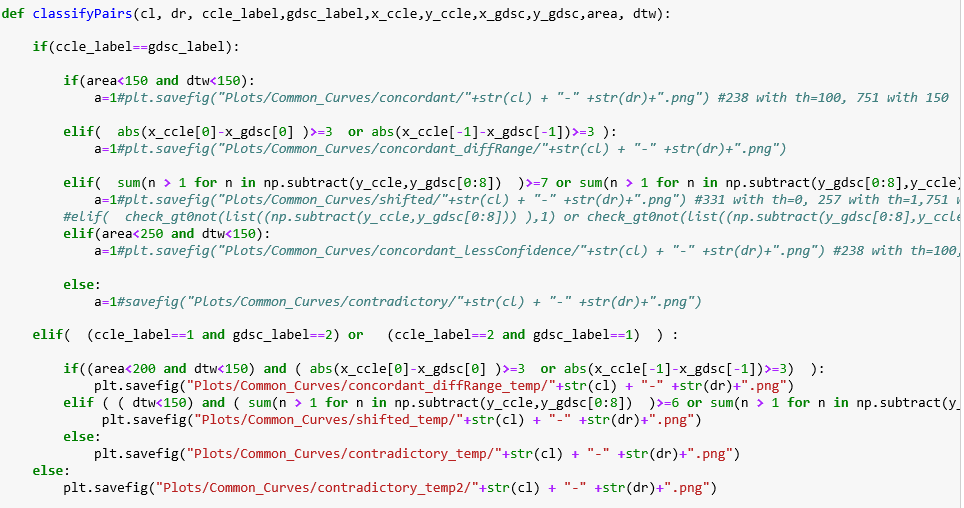 def classifyPairs(cl, dr, ccle_label,gdsc_label,x_ccle,y_ccle,x_gdsc,y_gdsc,area, dtw):
if(ccle_label==gdsc_label):
if(area<150 and dtw<150):
a=1#plt.savefig("Plots/Common_Curves/concordant/"+str(cl) + "-" +str(dr)+".png") #238 with th=100, 751 with 150
elif(  abs(x_ccle[0]-x_gdsc[0] )>=3  or abs(x_ccle[-1]-x_gdsc[-1])>=3 ):
a=1#plt.savefig("Plots/Common_Curves/concordant_diffRange/"+str(cl) + "-" +str(dr)+".png")
elif(  sum(n > 1 for n in np.subtract(y_ccle,y_gdsc[0:8])  )>=7 or sum(n > 1 for n in np.subtract(y_gdsc[0:8],y_ccle)
a=1#plt.savefig("Plots/Common_Curves/shifted/"+str(cl) + "-" +str(dr)+".png") #331 with th=0, 257 with th=1,751 w
#elif(  check_gt0not(list((np.subtract(y_ccle,y_gdsc[0:8])) ),1) or check_gt0not(list((np.subtract(y_gdsc[0:8],y_ccle
elif(area<250 and dtw<150):
a=1#plt.savefig("Plots/Common_Curves/concordant_lessConfidence/"+str(cl) + "-" +str(dr)+".png") #238 with th=100,
else:
a=1#savefig("Plots/Common_Curves/contradictory/"+str(cl) + "-" +str(dr)+".png")
elif(  (ccle_label==1 and gdsc_label==2) or   (ccle_label==2 and gdsc_label==1)  ) :
if((area<200 and dtw<150) and ( abs(x_ccle[0]-x_gdsc[0] )>=3  or abs(x_ccle[-1]-x_gdsc[-1])>=3)  ):
plt.savefig("Plots/Common_Curves/concordant_diffRange_temp/"+str(cl) + "-" +str(dr)+".png")
elif ( ( dtw<150) and ( sum(n > 1 for n in np.subtract(y_ccle,y_gdsc[0:8])  )>=6 or sum(n > 1 for n in np.subtract(y_
plt.savefig("Plots/Common_Curves/shifted_temp/"+str(cl) + "-" +str(dr)+".png")
else:
plt.savefig("Plots/Common_Curves/contradictory_temp/"+str(cl) + "-" +str(dr)+".png")
else:
plt.savefig("Plots/Common_Curves/contradictory_temp2/"+str(cl) + "-" +str(dr)+".png")